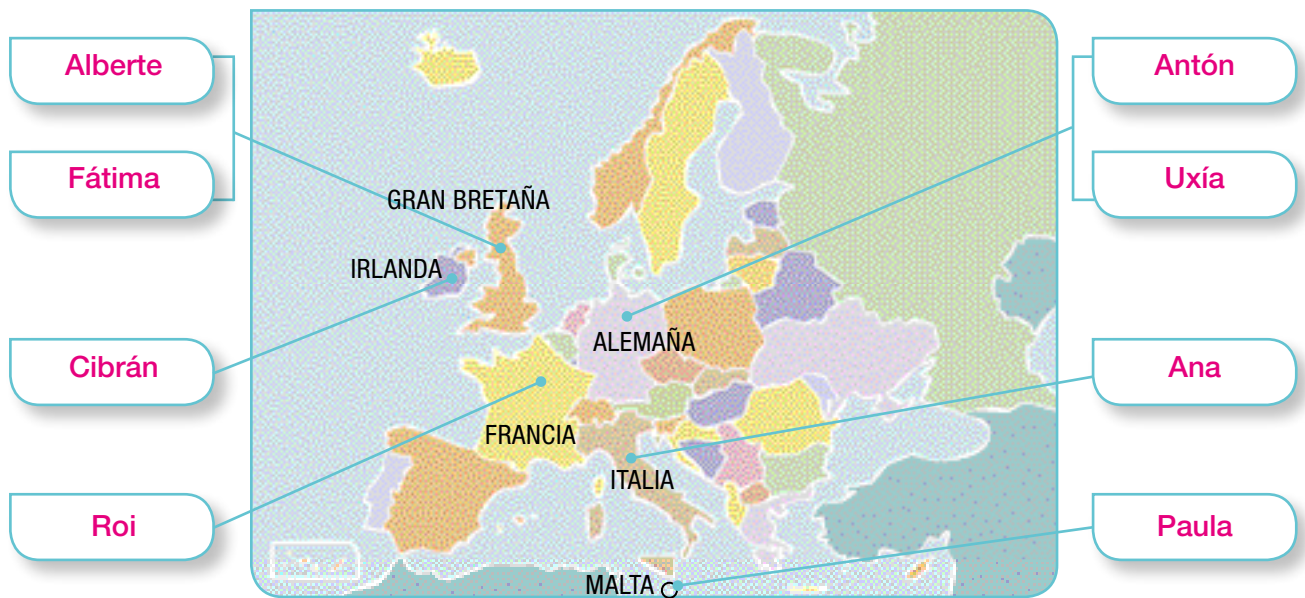 Alberte
Fátima
Cibrán
Roi
GRAN BRETAÑA
IRLANDA
ALEMAÑA
FRANCIA
ITALIA
MALTA
Antón
Uxía
Ana
Paula